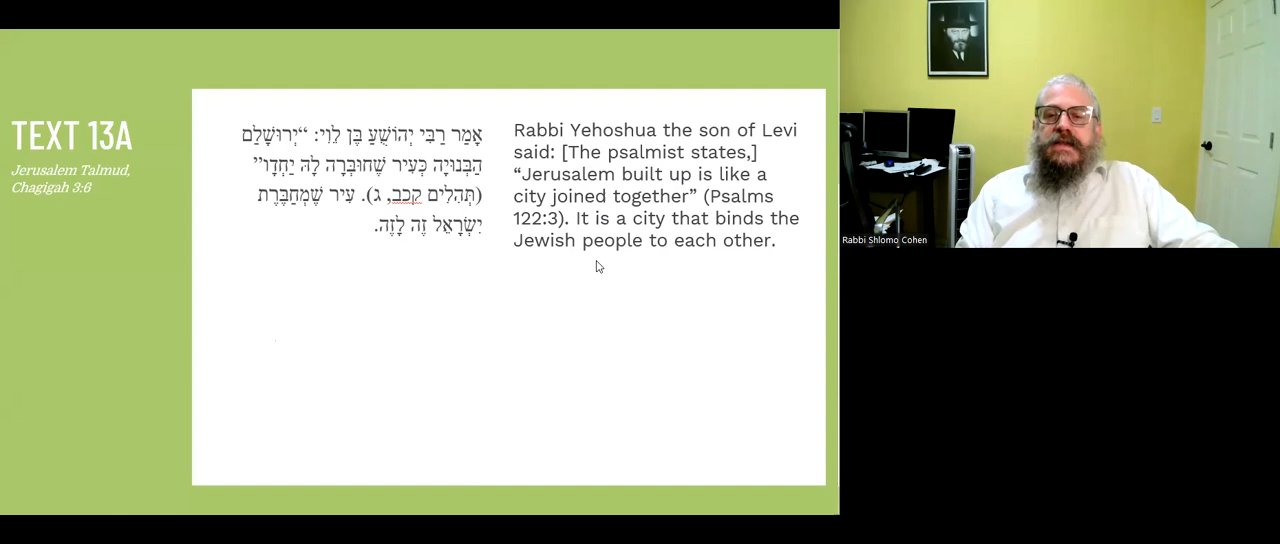 TEXT 13A
Jerusalem Talmud,
Chagigah 3:6
אָמַר רַבִּי יְהוֹשֻׁעַ בֶּן לֵוִי: “יְרוּשָׁלַם
הַבְּנוּיָה כְּעִיר שֶׁחוּבְּרָה לָהּ יַחְדָו”
(תְּהִלִים קכב, ג). עִיר שֶׁמְחַבֶּרֶת
יִשְׂרָאֵל זֶה לָזֶה.
Rabbi Yehoshua the son of Levi
said: [The psalmist states,]
“Jerusalem built up is like a
city joined together” (Psalms
122:3). It is a city that binds the
Jewish people to each other.
Rabbi Shlomo Cohen